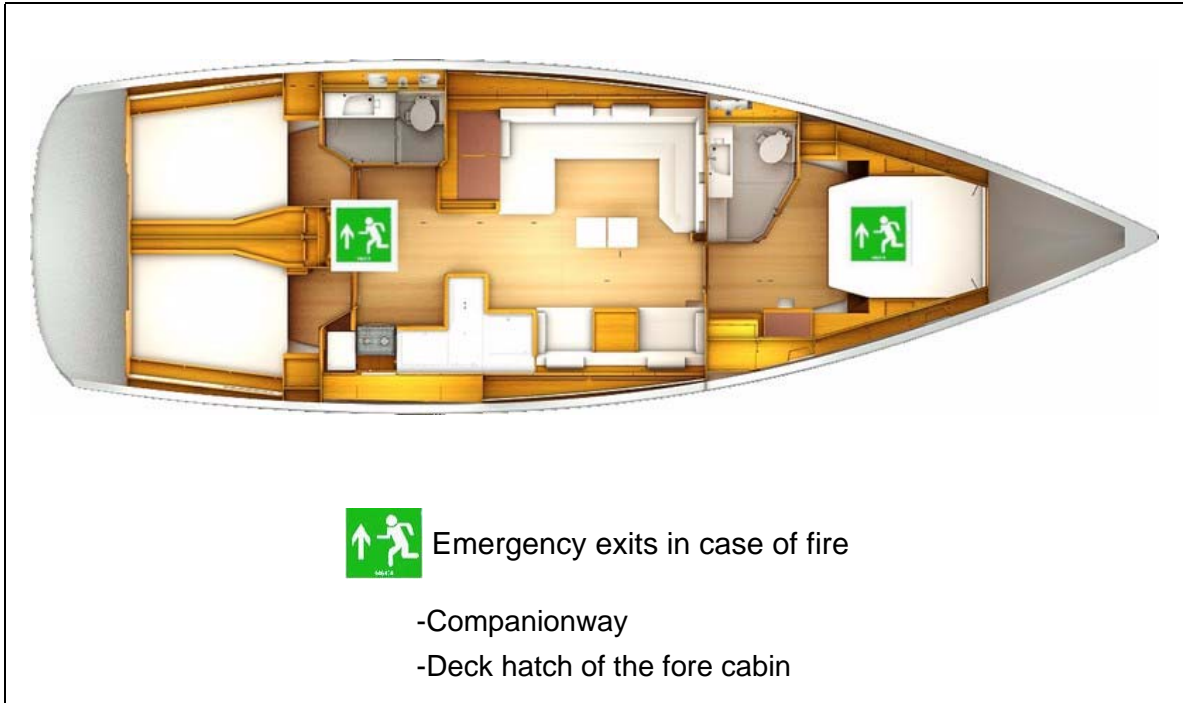 Emergency exits in case of fire
-Companionway
-Deck hatch of the fore cabin